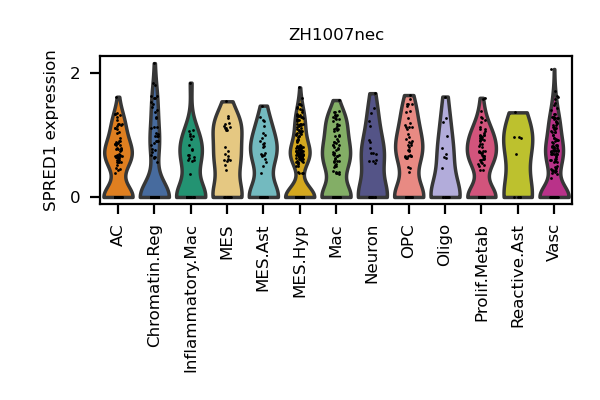 ZH1007nec
SPRED1 expression
2
0
AC
Chromatin.Reg
Inflammatory.Mac
MES
MES.Ast
MES.Hyp
Mac
Neuron
OPC
Oligo
Prolif.Metab
Reactive.Ast
Vasc